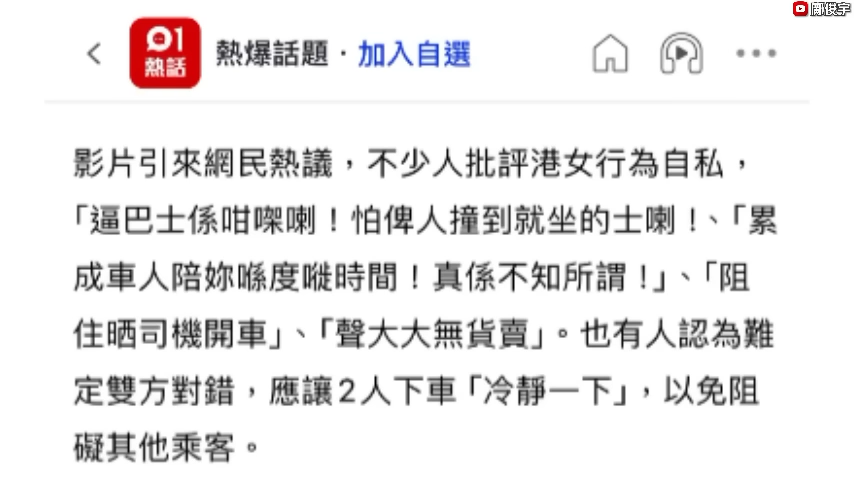 鄺俊宇
01
熱話
熱爆話題·加入自選
影片引來網民熱議，不少人批評港女行為自私，
「逼巴士係咁㗎喇！怕俾人撞到就坐的士喇！、「累
成車人陪妳喺度嘥時間！真係不知所謂！」、「阻
住晒司機開車」、「聲大大無貨賣」。也有人認為難
定雙方對錯，應讓2人下車「冷靜一下」，以免阻
礙其他乘客。